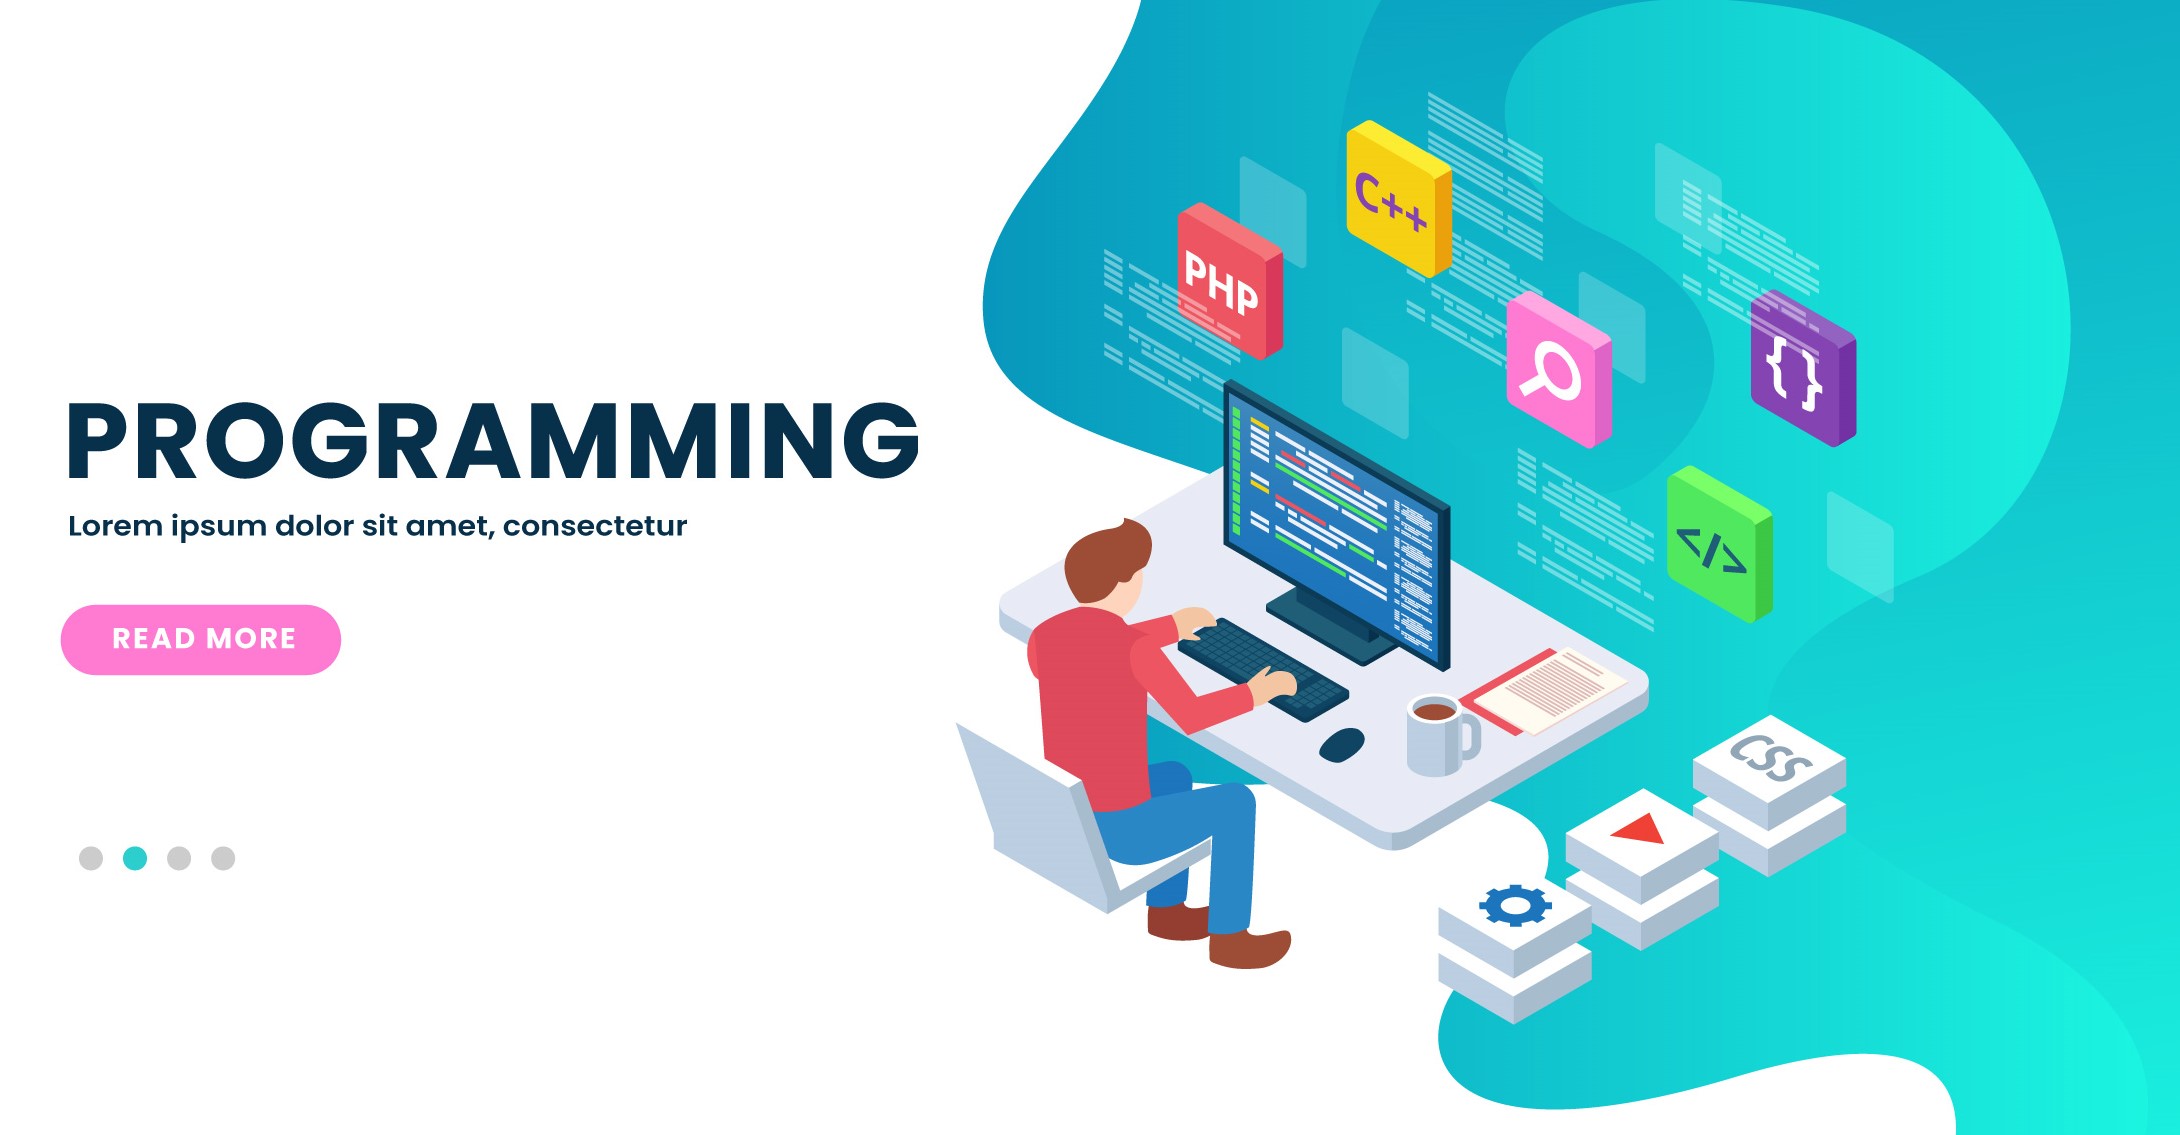 PROGRAMMING
Lorem ipsum dolor sit amet, consectetur
READ MORE
C++
PHP
{}
</>
CSS